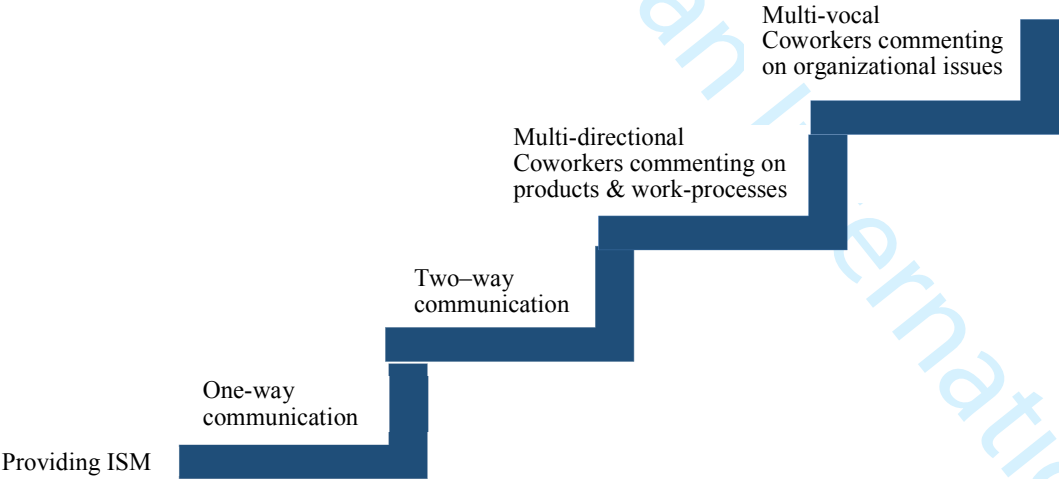 Multi-vocal
Coworkers commenting
on organizational issues
Multi-directional
Coworkers commenting on
products & work-processes
Two–way
communication
One-way
communication
Providing ISM